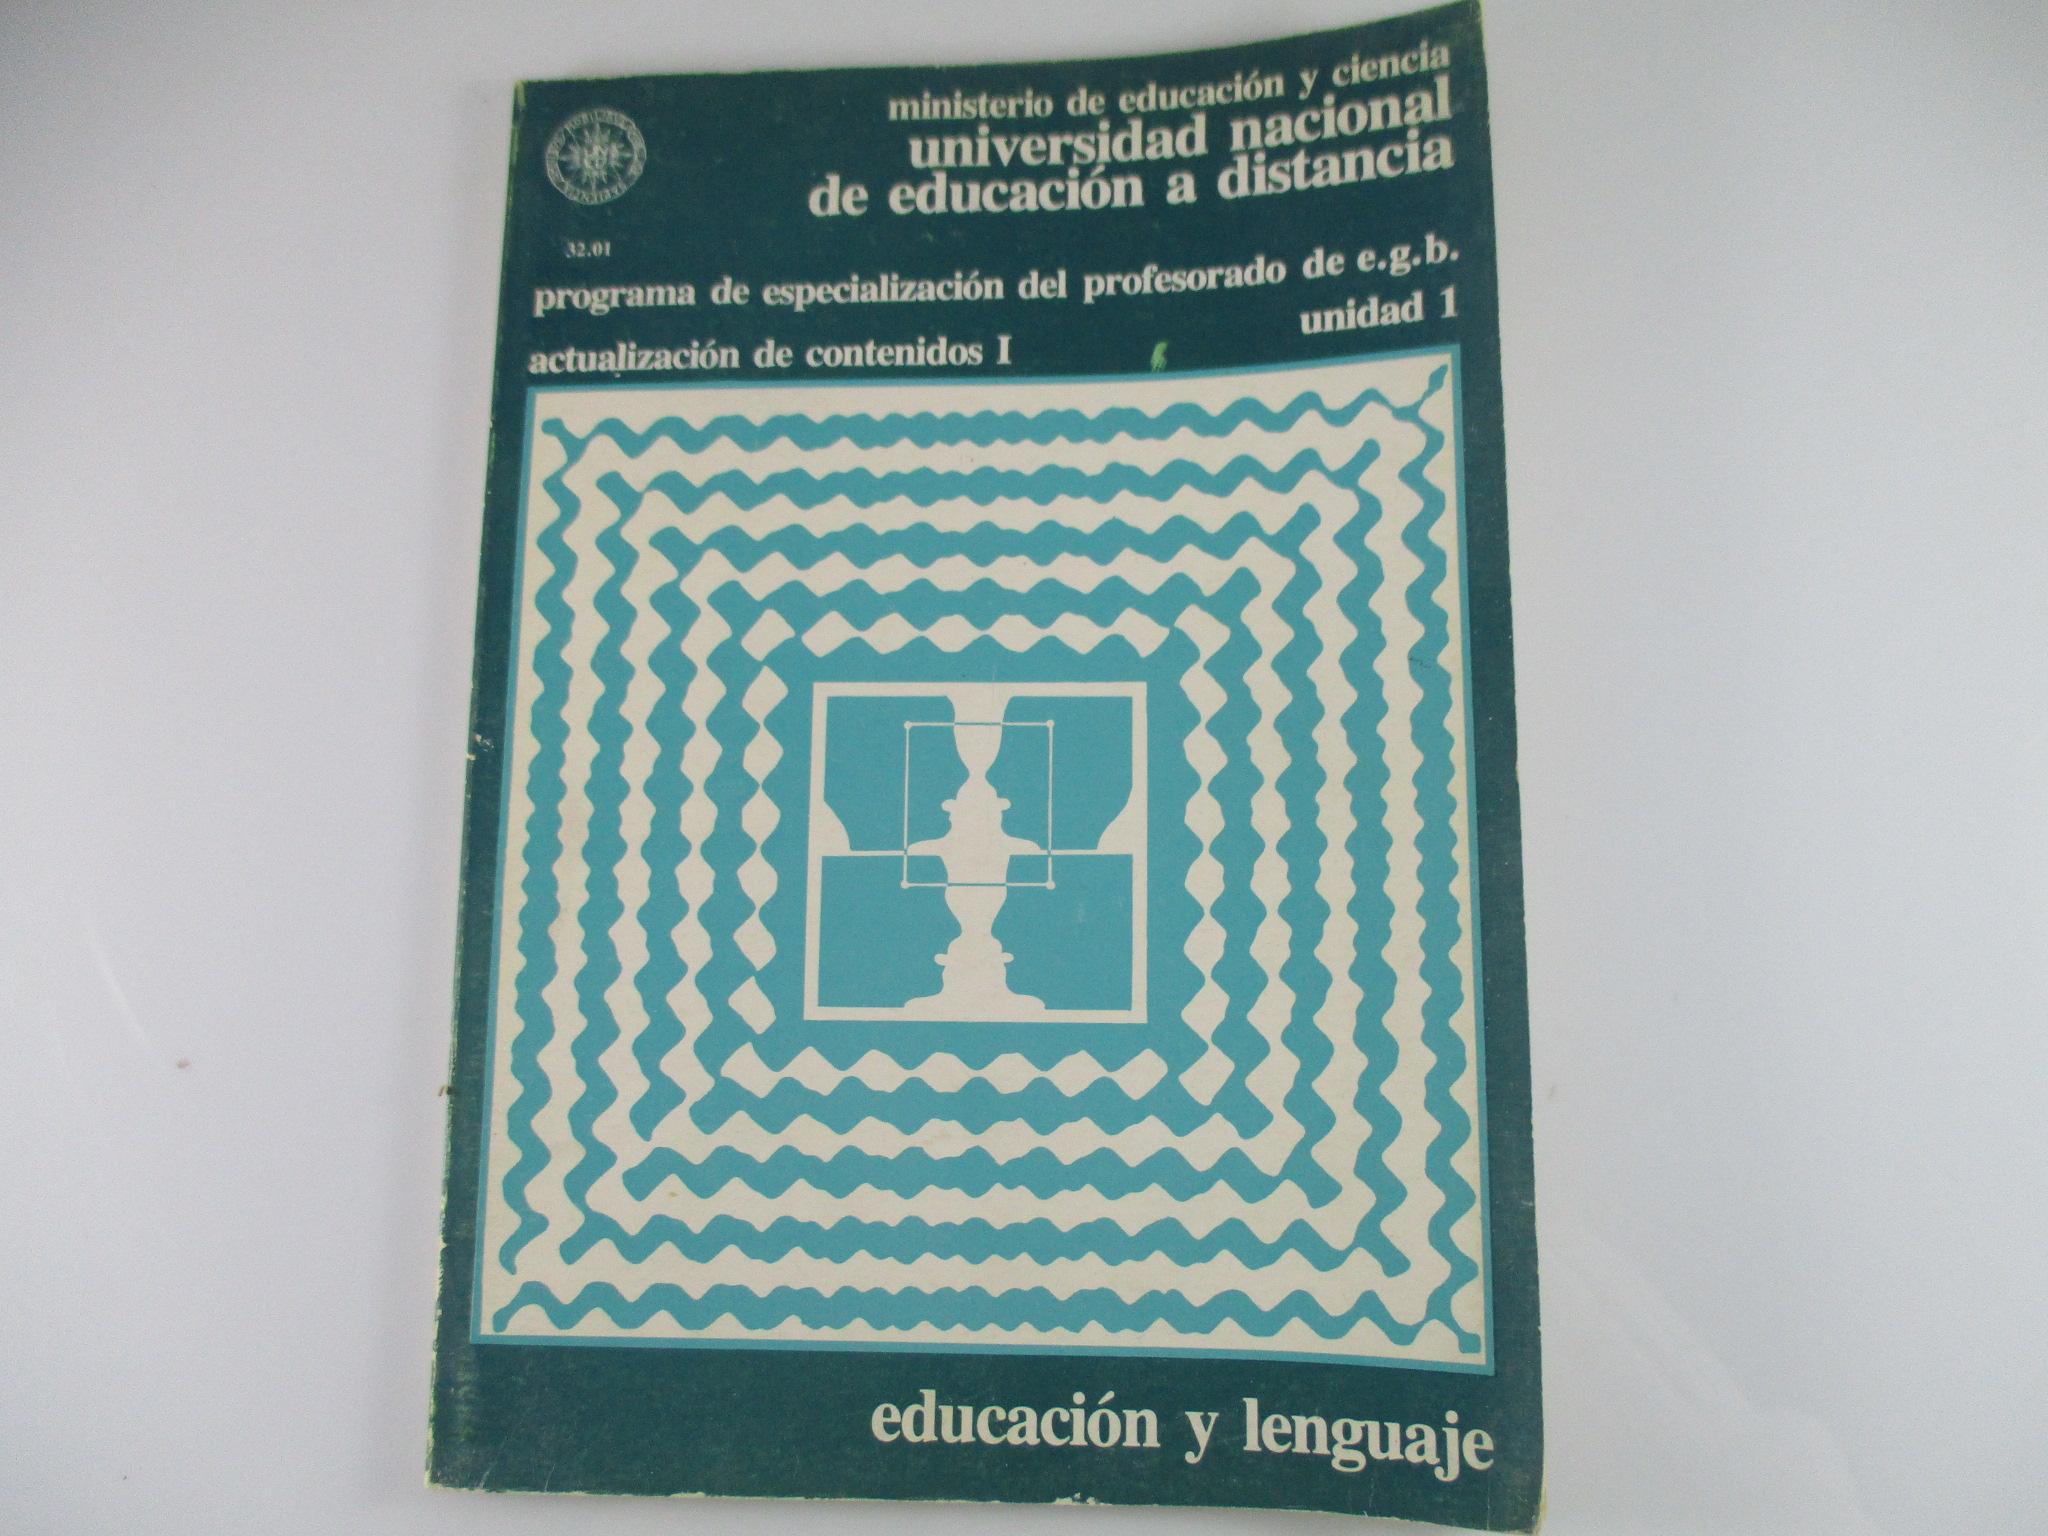 ministerio de educación y ciencia
universidad nacional
de educación a distancia
32.01
programa de especialización del profesorado de e.g.b.
unidad 1
actualización de contenidos I
educación y lenguaje